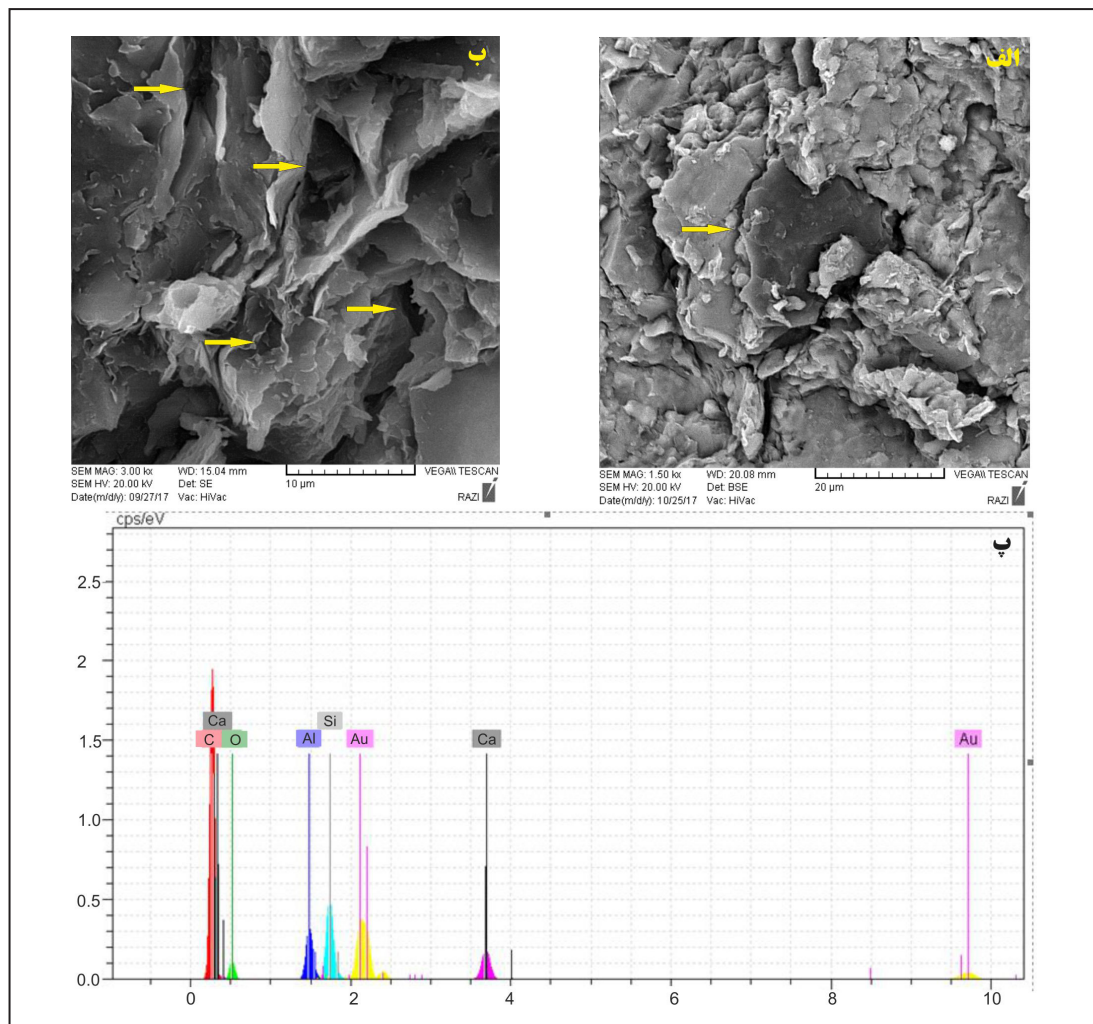 ب
SEM MAG: 3.00 kx WD: 15.04 mm
SEM HV: 20.00 kV Det: SE 10 µm VEGA\\ TESCAN
Date(m/d/y): 09/27/17 Vac: HiVac RAZI
الف
SEM MAG: 1.50 kx WD: 20.08 mm
SEM HV: 20.00 kV Det: BSE 20 µm VEGA\\ TESCAN
Date(m/d/y): 10/25/17 Vac: HiVac RAZI
cps/eV
پ
2.5
2
Ca Si
1.5
C O Al Au Ca Au
1.0
0.5
0.0
0 2 4 6 8 10